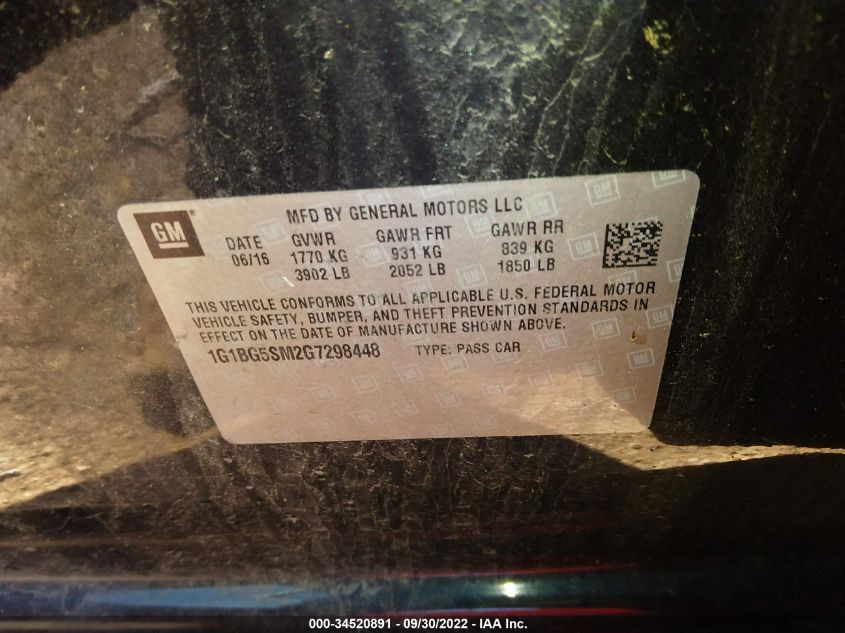 MFD BY GENERAL MOTORS LLC
GM®
DATE GVWR GAWR FRT GAWR RR
06/16 1770 KG 931 KG 839 KG
3902 LB 2052 LB 1850 LB
THIS VEHICLE CONFORMS TO ALL APPLICABLE U.S. FEDERAL MOTOR
VEHICLE SAFETY, BUMPER, AND THEFT PREVENTION STANDARDS IN
EFFECT ON THE DATE OF MANUFACTURE SHOWN ABOVE.
1G1BG5SM2G7298448 TYPE: PASS CAR
000-34520891 - 09/30/2022 - IAA Inc.